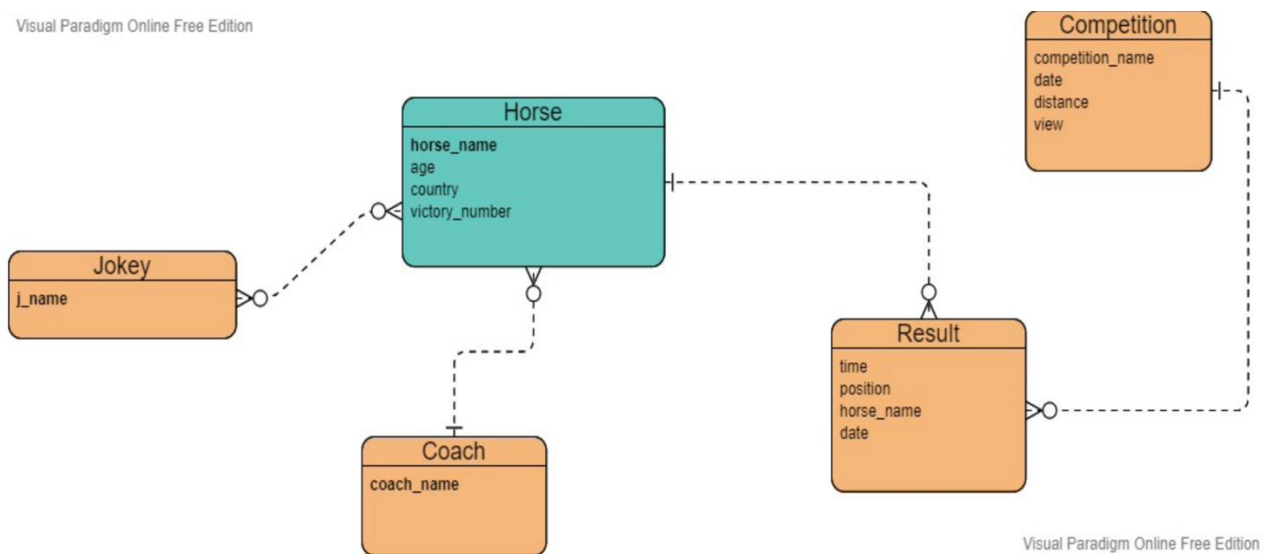 Visual Paradigm Online Free Edition
Competition
competition_name
date
distance
view
Horse
horse_name
age
country
victory_number
Jokey
j_name
Result
time
position
horse_name
date
Coach
coach_name
Visual Paradigm Online Free Edition